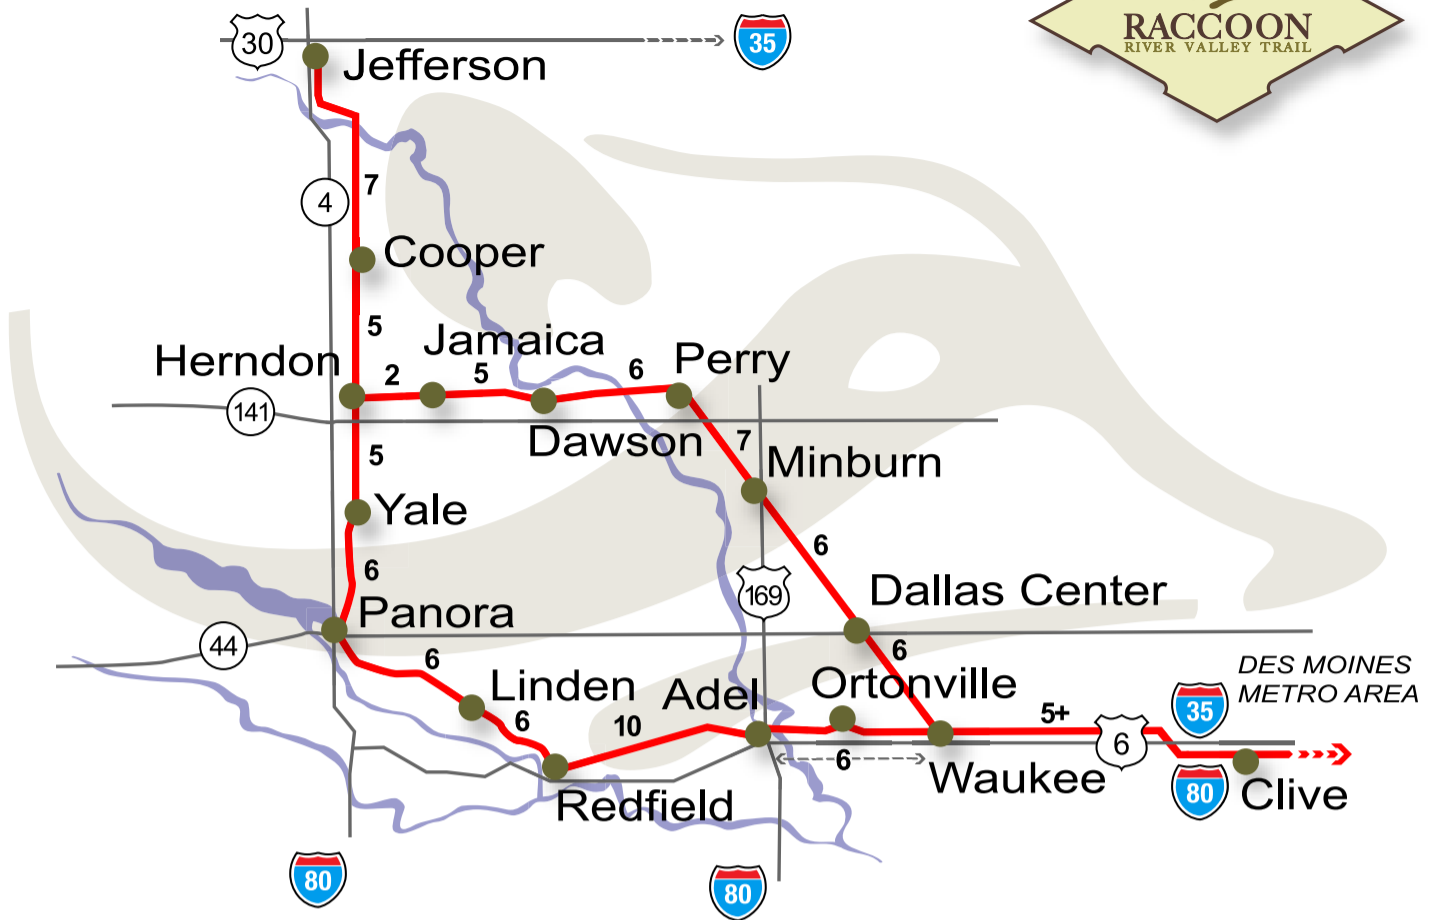 RACCOON
RIVER VALLEY TRAIL
30
35
Jefferson
7
4
Cooper
5
Jamaica
Herndon
2
5
6
Perry
141
Dawson
7
Minburn
5
Yale
6
6
169
Dallas Center
Panora
44
6
6
Linden
Adel
Ortonville
DES MOINES
METRO AREA
35
6
10
5+
6
6
Waukee
80
Clive
Redfield
80
80